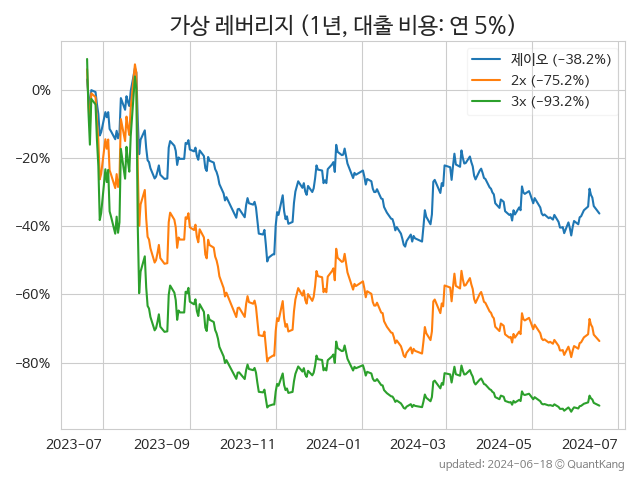 가상 레버리지 (1년, 대출 비용: 연 5%)
제이오 (−38.2%)
2x (−75.2%)
3x (−93.2%)
0%
−20%
−40%
−60%
−80%
2023-07 2023-09 2023-11 2024-01 2024-03 2024-05 2024-07
updated: 2024-06-18 © QuantKang